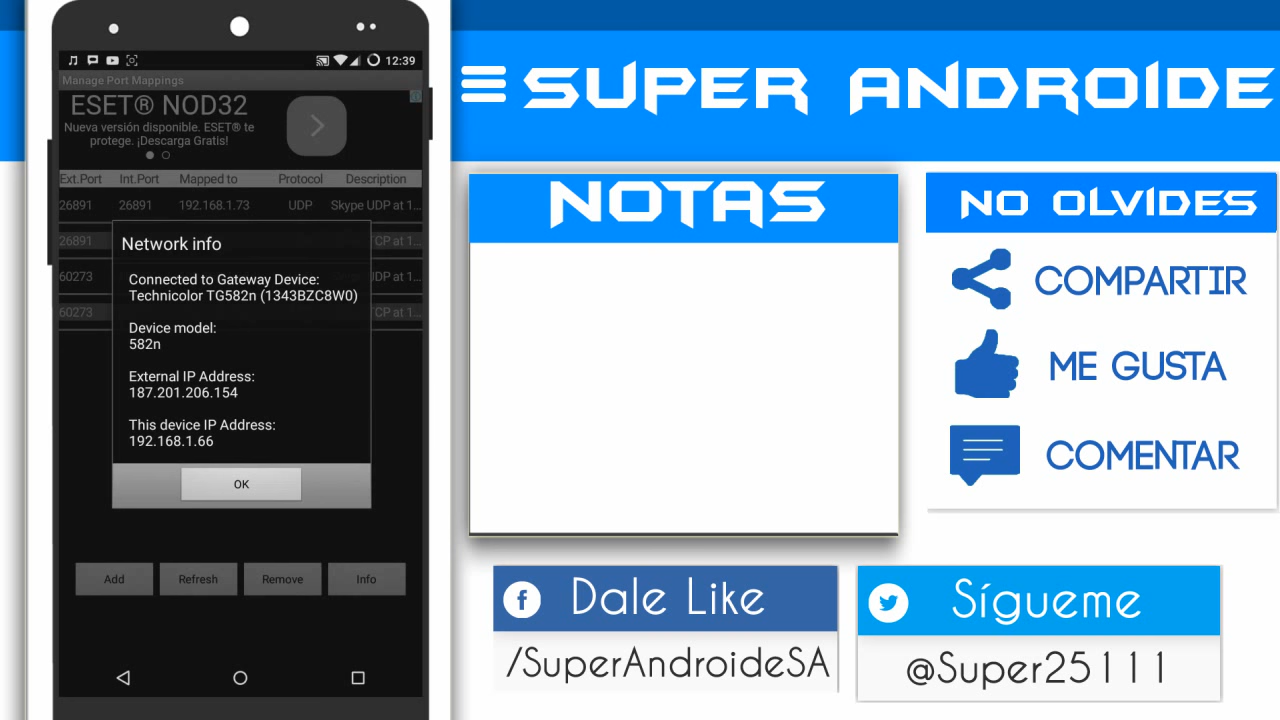 12:39
Manage Port Mappings
ESET® NOD32
Nueva versión disponible. ESET® te
protege. ¡Descarga Gratis!
Ext.Port Int.Port Mapped to Protocol Description
26891 26891 192.168.1.73 UDP Skype UDP at 1...
26891 TCP at 1...
60273 UDP at 1...
60273 TCP at 1...
Network info
Connected to Gateway Device:
Technicolor TG582n (1343BZC8W0)
Device model:
582n
External IP Address:
187.201.206.154
This device IP Address:
192.168.1.66
OK
Add Refresh Remove Info
SUPER ANDROIDE
NOTAS
NO OLVIDES
COMPARTIR
ME GUSTA
COMENTAR
f Dale Like
/SuperAndroideSA
Sígueme
@Super25111